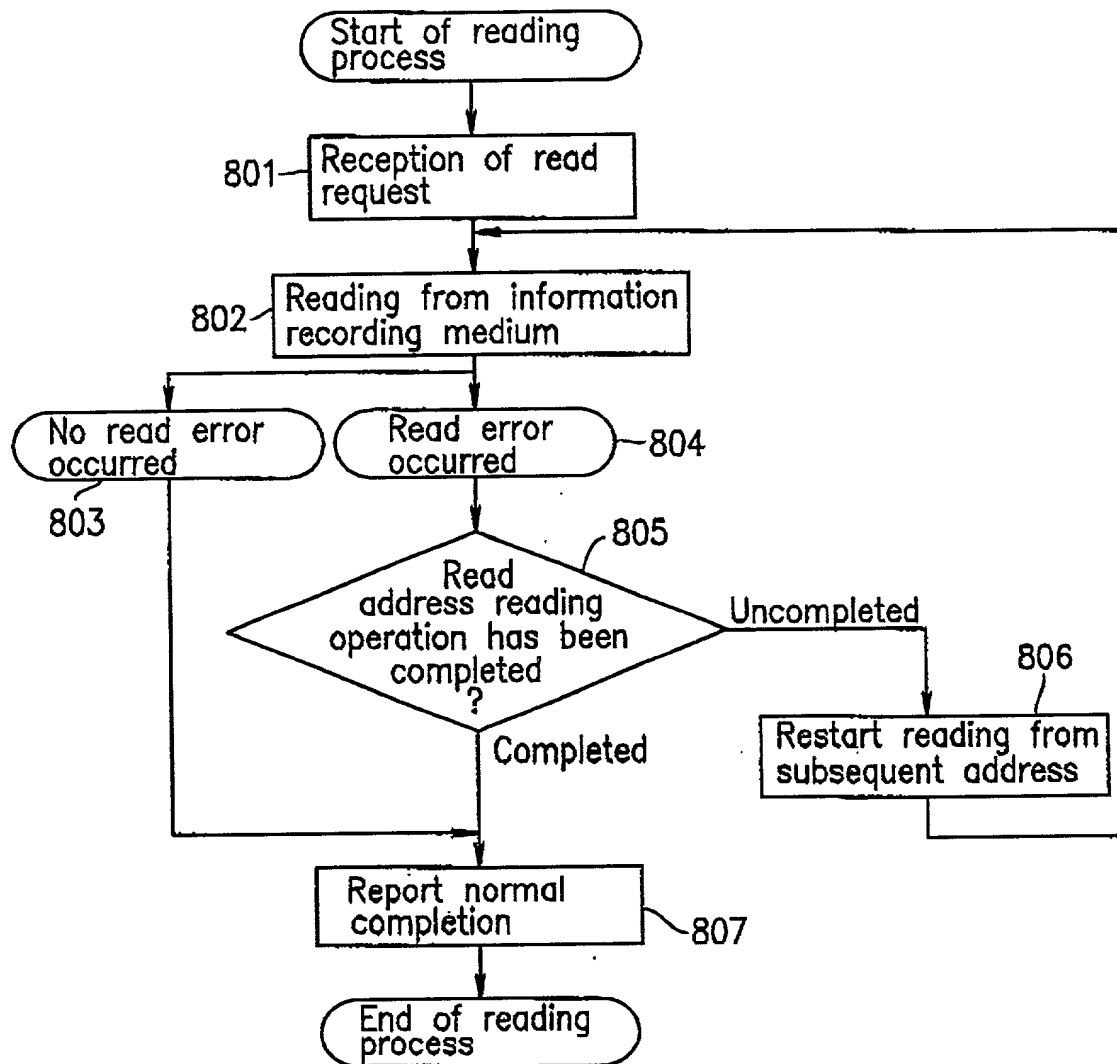 Start of reading
process
801
Reception of read
request
802
Reading from information
recording medium
No read error
occurred
803
Read error
occurred
804
805
Read
address reading
operation has been
completed
?
Uncompleted
Completed
806
Restart reading from
subsequent address
Report normal
completion
807
End of reading
process